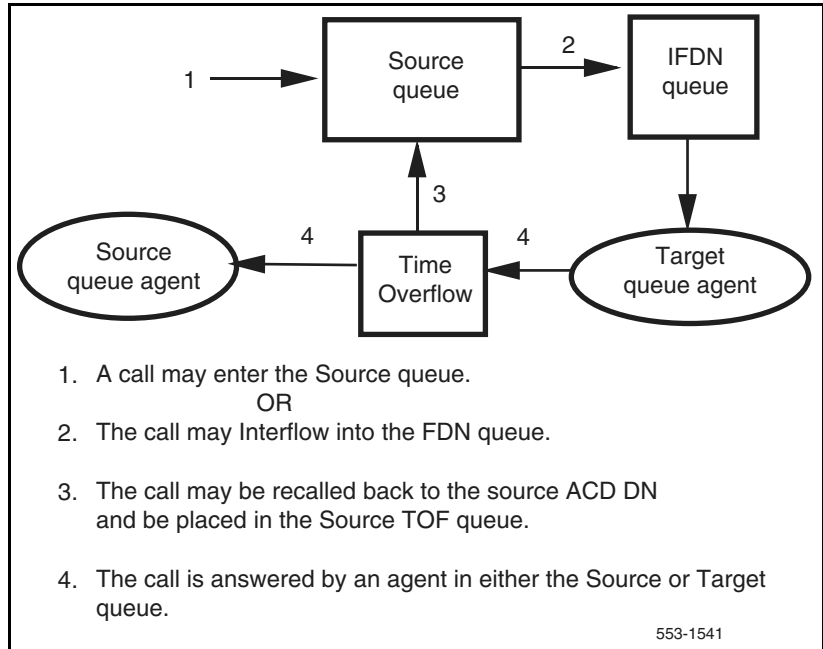 1
Source
queue
2
IFDN
queue
3
Source
queue agent
4
Time
Overflow
4
Target
queue agent
1. A call may enter the Source queue.
OR
2. The call may Interflow into the FDN queue.
3. The call may be recalled back to the source ACD DN
and be placed in the Source TOF queue.
4. The call is answered by an agent in either the Source or Target
queue.
553-1541